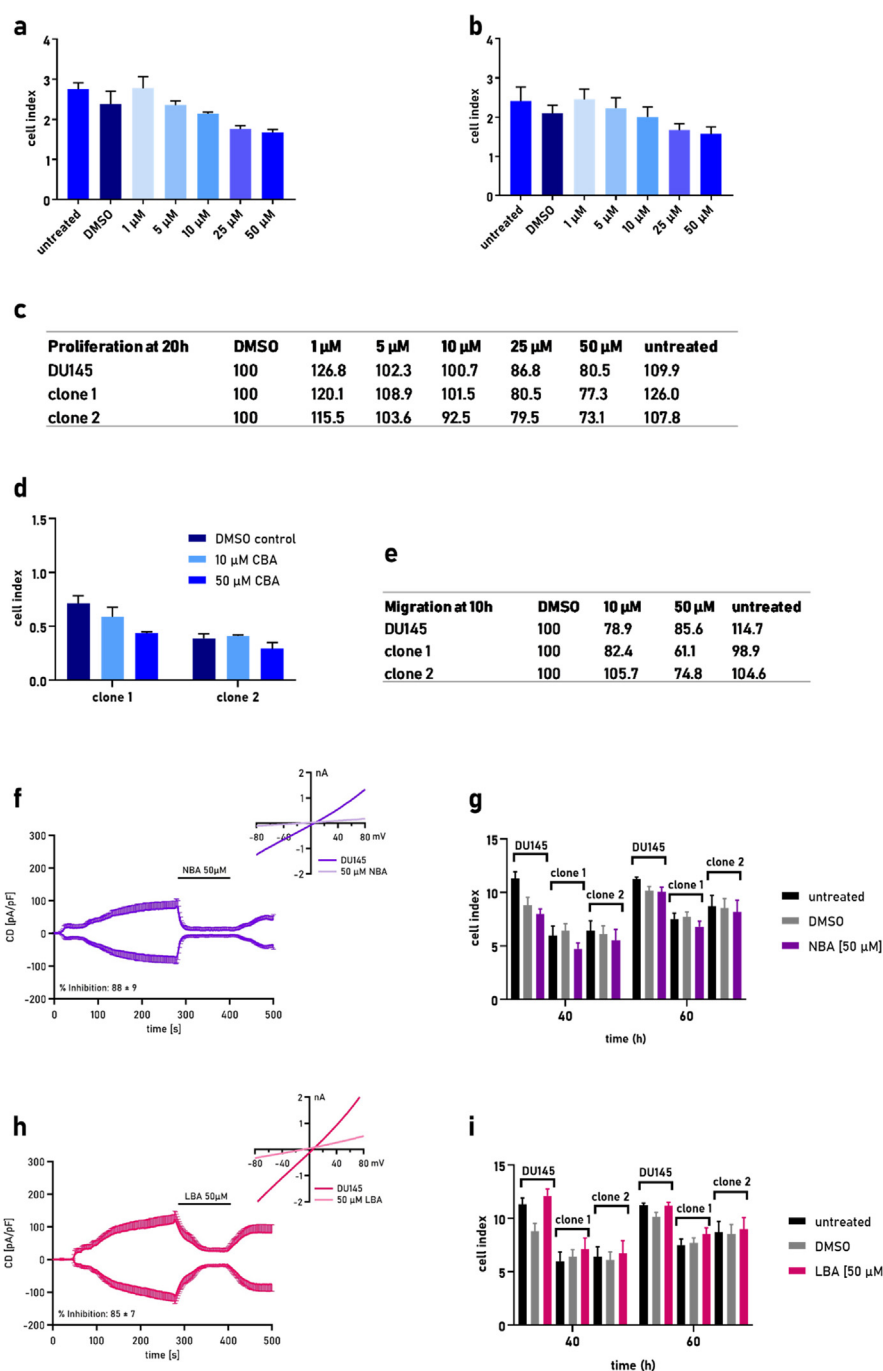 a
4
3
2
1
0
cell index
untreated
DMSO
1 µM
5 µM
10 µM
25 µM
50 µM
b
4
3
2
1
0
cell index
untreated
DMSO
1 µM
5 µM
10 µM
25 µM
50 µM
c
Proliferation at 20h DMSO 1 µM 5 µM 10 µM 25 µM 50 µM untreated
DU145 100 126.8 102.3 100.7 86.8 80.5 109.9
clone 1 100 120.1 108.9 101.5 80.5 77.3 126.0
clone 2 100 115.5 103.6 92.5 79.5 73.1 107.8
d
1.5
1.0
0.5
0.0
cell index
DMSO control
10 µM CBA
50 µM CBA
clone 1 clone 2
e
Migration at 10h DMSO 10 µM 50 µM untreated
DU145 100 78.9 85.6 114.7
clone 1 100 82.4 61.1 98.9
clone 2 100 105.7 74.8 104.6
f
2 nA
1
-80 -40 40 80 mV
-1
-2
DU145
50 µM NBA
300
200
100
0
-100
-200
CD [pA/pF]
NBA 50µM
% Inhibition: 88 ± 9
0 100 200 300 400 500
time [s]
g
15
10
5
0
cell index
DU145
clone 1
clone 2
DU145
clone 1
clone 2
untreated
DMSO
NBA [50 µM]
40 60
time (h)
h
2 nA
1
-80 -40 40 80 mV
-1
-2
DU145
50 µM LBA
300
200
100
0
-100
-200
CD [pA/pF]
LBA 50µM
% Inhibition: 85 ± 7
0 100 200 300 400 500
time [s]
i
15
10
5
0
cell index
DU145
clone 1
clone 2
DU145
clone 1
clone 2
untreated
DMSO
LBA [50 µM
40 60
time (h)